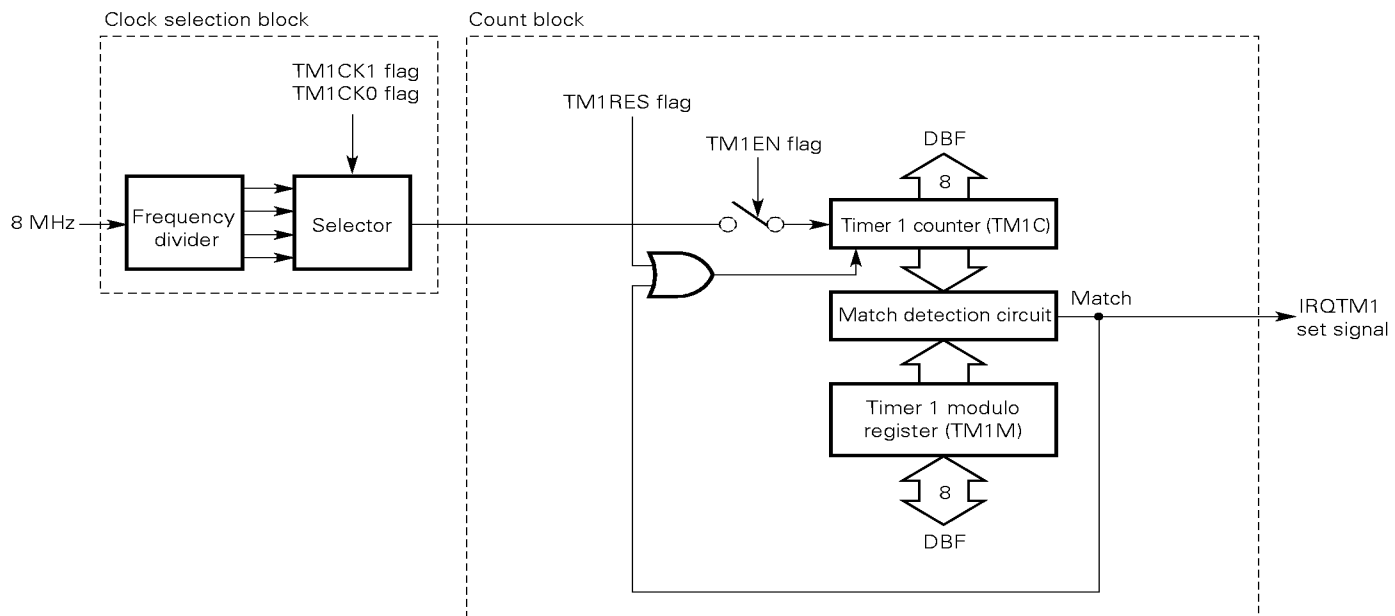 Clock selection block
Count block
TM1CK1 flag
TM1CK0 flag
TM1RES flag
TM1EN flag
DBF
8
8 MHz
Frequency
divider
Selector
Timer 1 counter (TM1C)
Match detection circuit
Match
IRQTM1
set signal
Timer 1 modulo
register (TM1M)
8
DBF